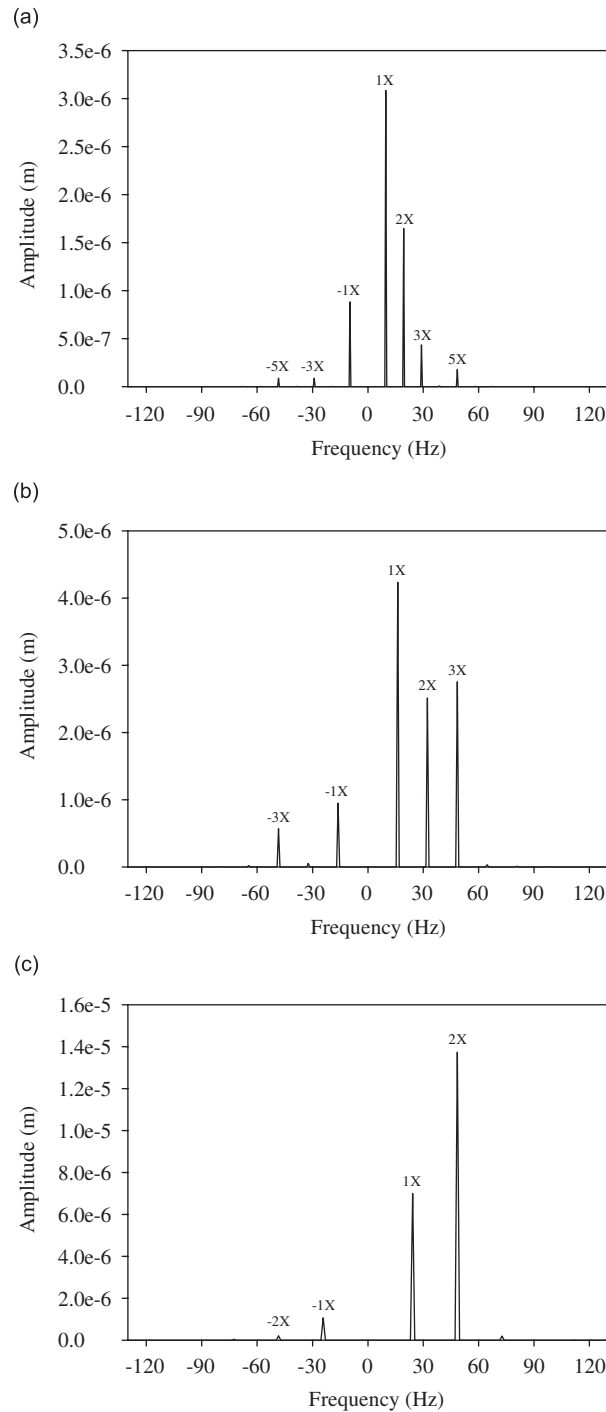 (a)
3.5e-6
3.0e-6
2.5e-6
2.0e-6
1.5e-6
1.0e-6
5.0e-7
0.0
Amplitude (m)
1X
2X
-1X
3X
-5X -3X 5X
-120 -90 -60 -30 0 30 60 90 120
Frequency (Hz)
(b)
5.0e-6
4.0e-6
3.0e-6
2.0e-6
1.0e-6
0.0
Amplitude (m)
1X
3X
2X
-1X
-3X
-120 -90 -60 -30 0 30 60 90 120
Frequency (Hz)
(c)
1.6e-5
1.4e-5
1.2e-5
1.0e-5
8.0e-6
6.0e-6
4.0e-6
2.0e-6
0.0
Amplitude (m)
2X
1X
-1X
-2X
-120 -90 -60 -30 0 30 60 90 120
Frequency (Hz)